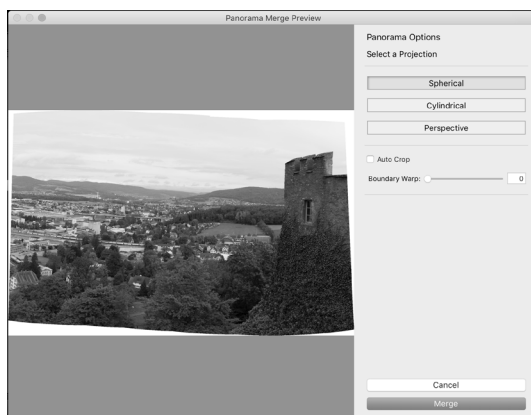 Panorama Merge Preview
Panorama Options
Select a Projection
Spherical
Cylindrical
Perspective
Auto Crop
Boundary Warp: 0
Cancel
Merge